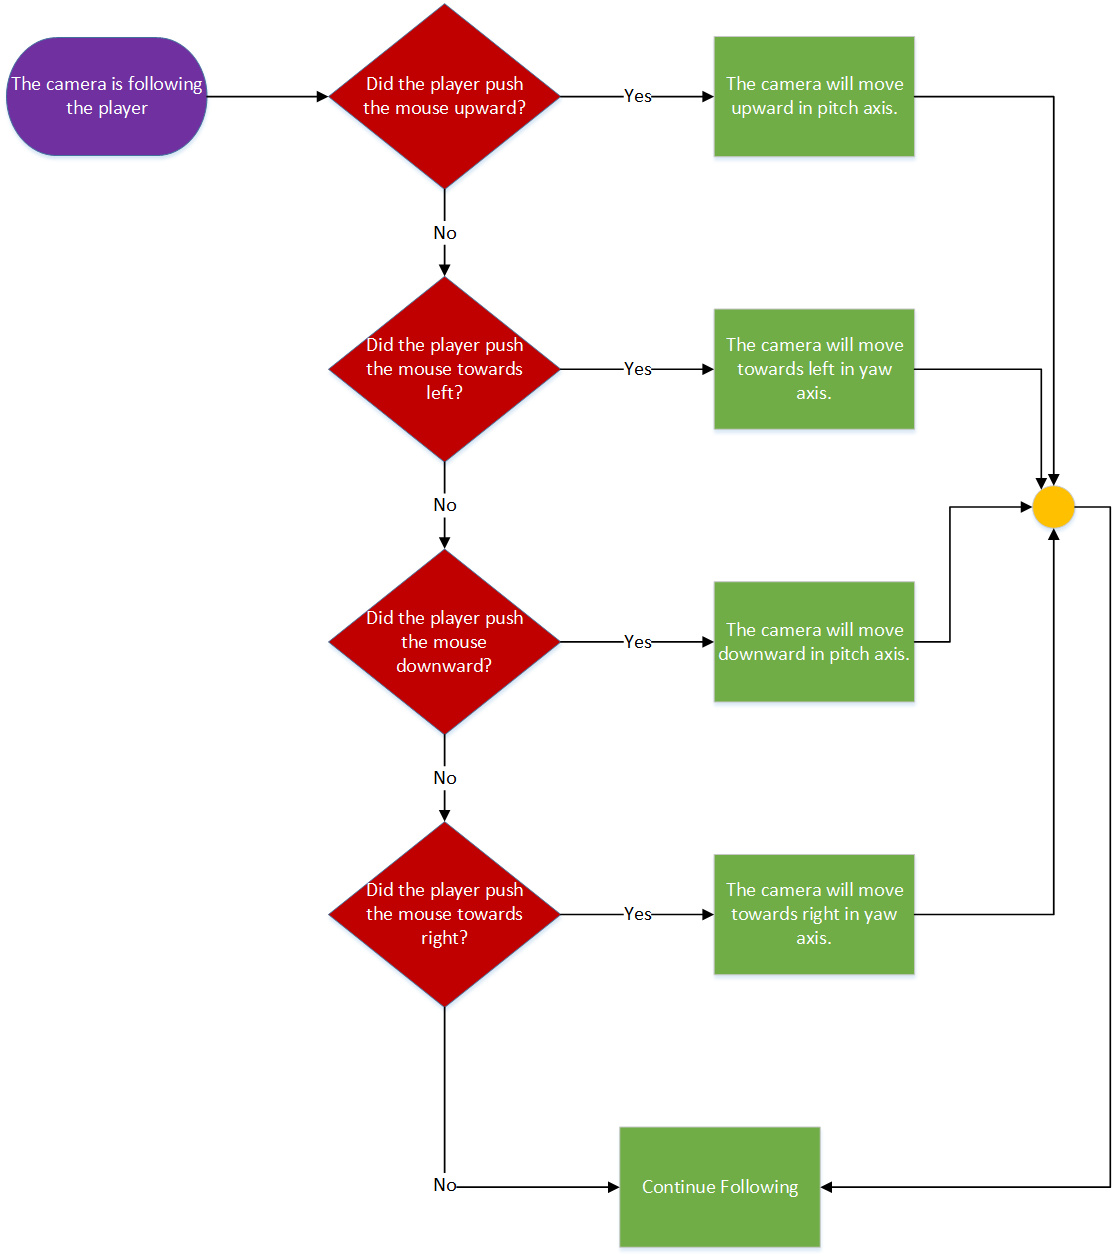 The camera is following
the player
Did the player push
the mouse upward?
Yes
The camera will move
upward in pitch axis.
No
Did the player push
the mouse towards
left?
Yes
The camera will move
towards left in yaw
axis.
No
Did the player push
the mouse
downward?
Yes
The camera will move
downward in pitch axis.
No
Did the player push
the mouse towards
right?
Yes
The camera will move
towards right in yaw
axis.
No
Continue Following